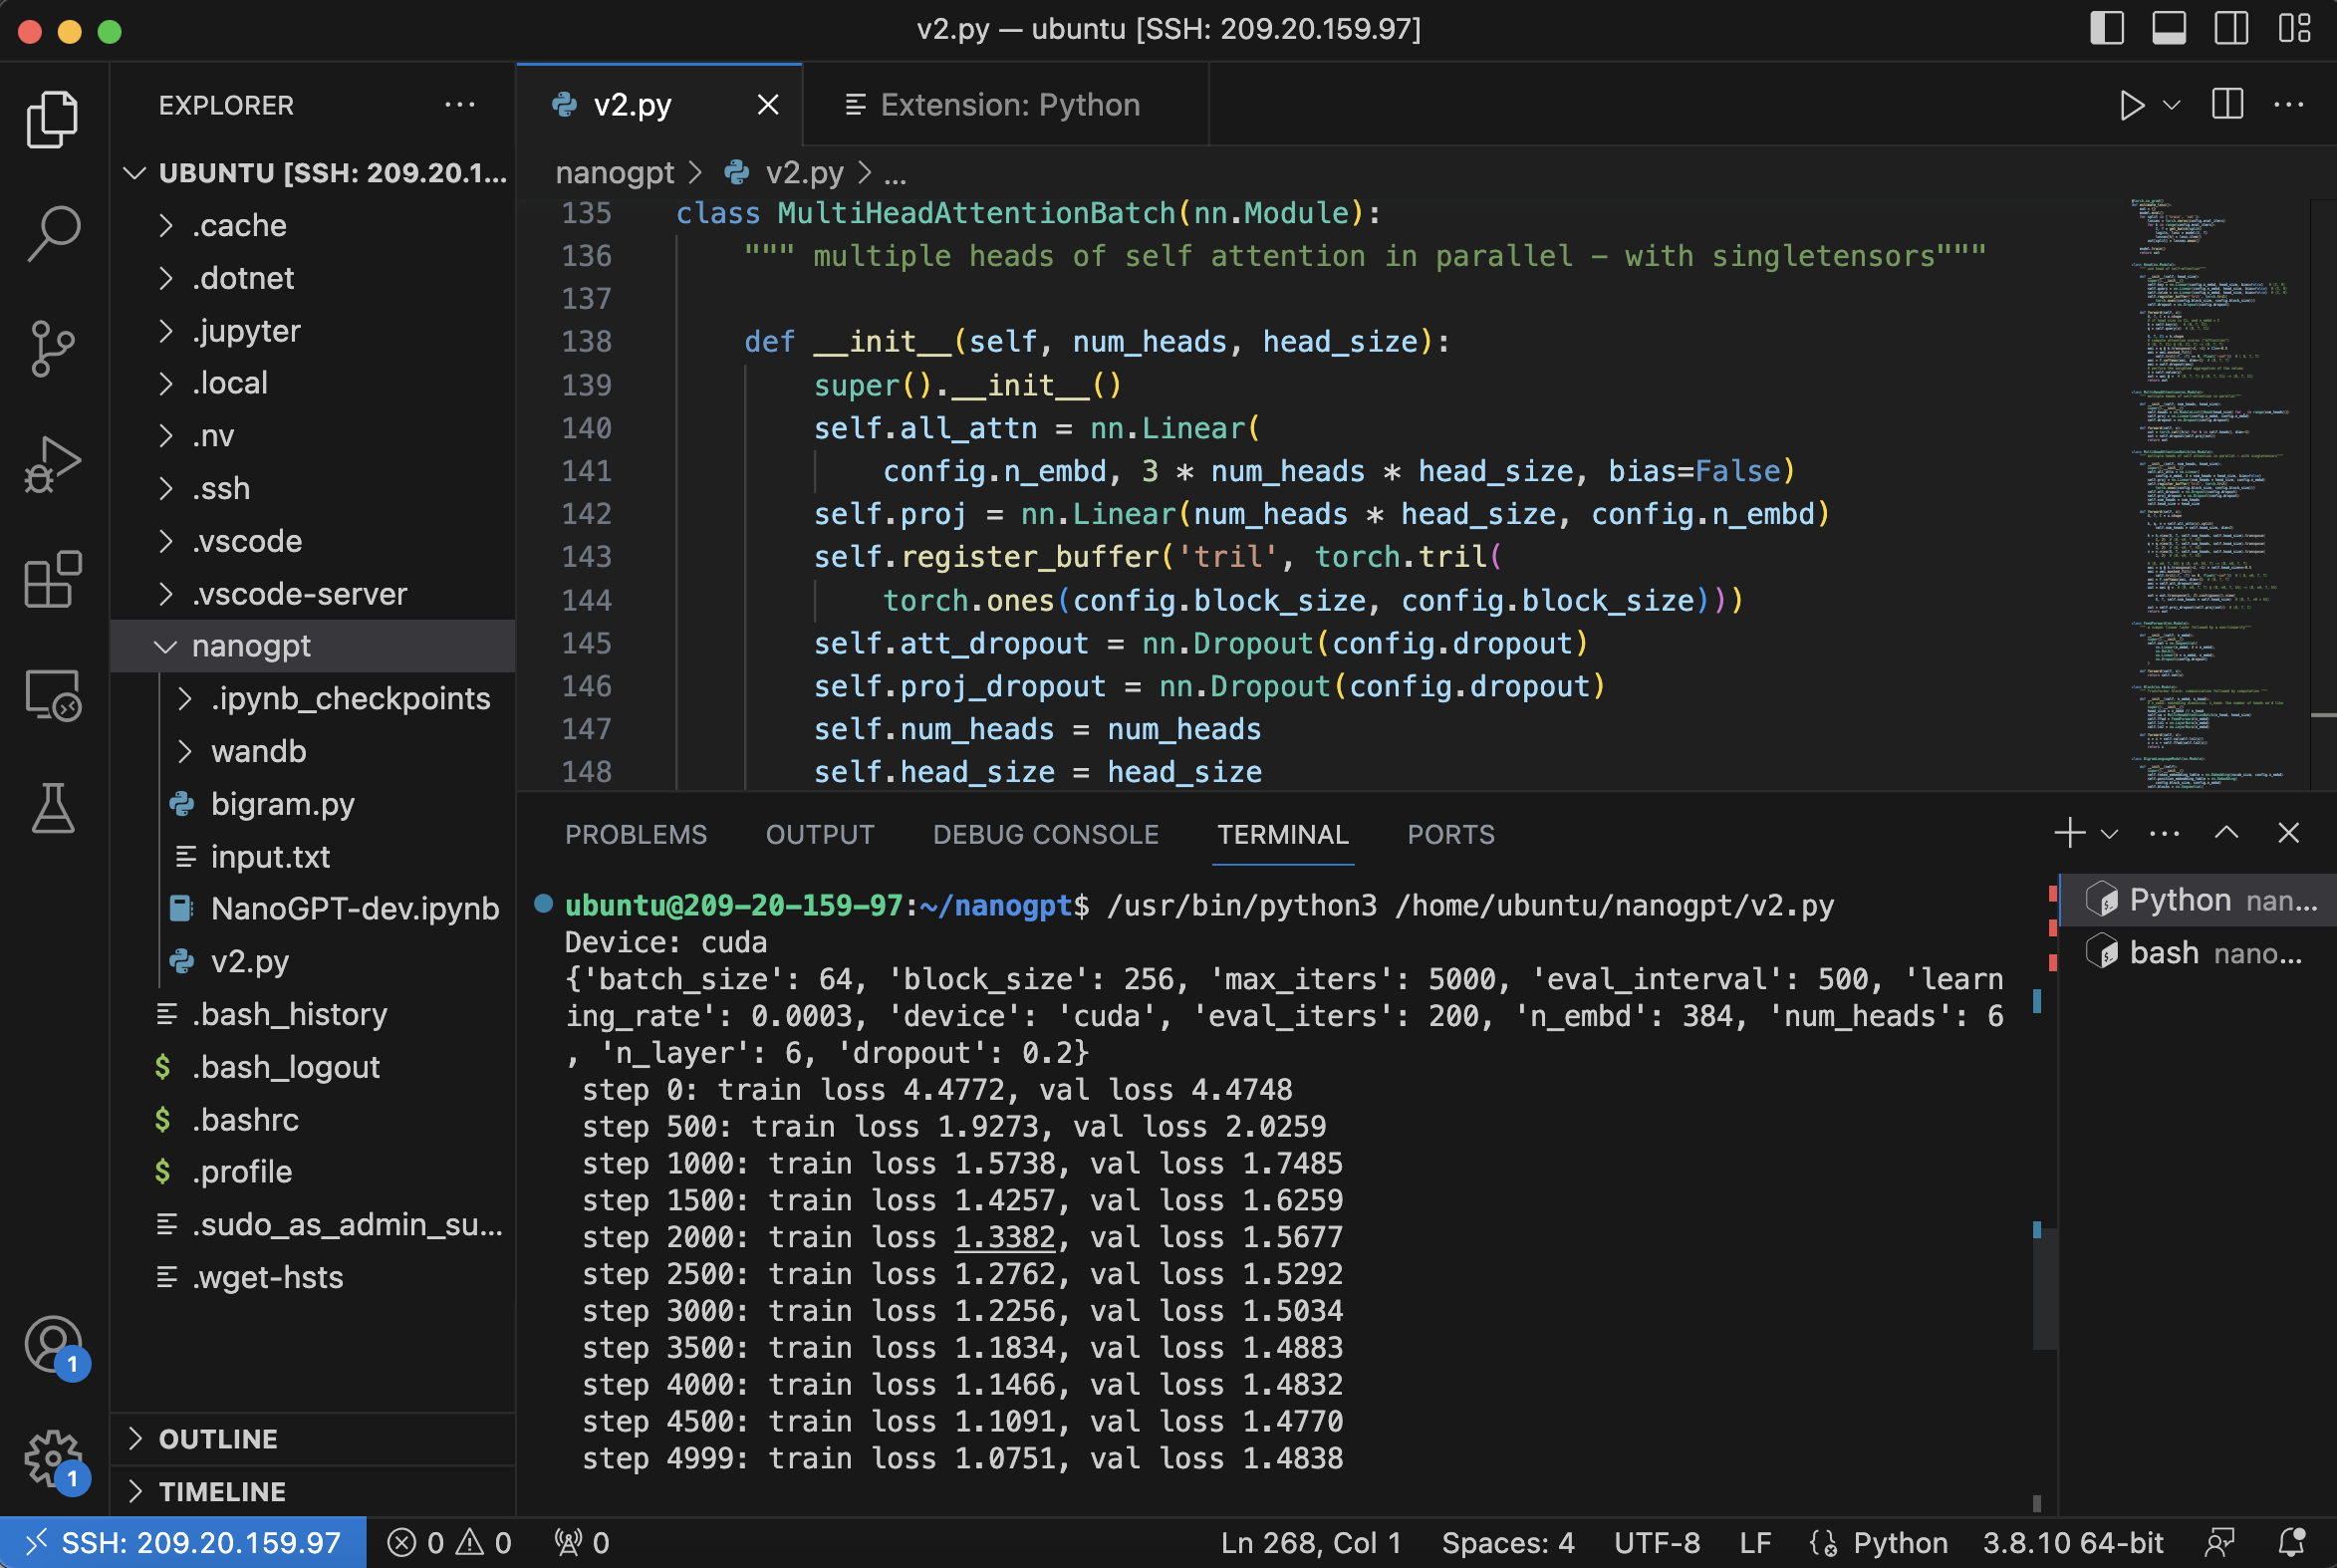 v2.py — ubuntu [SSH: 209.20.159.97]
EXPLORER
v2.py
Extension: Python
UBUNTU [SSH: 209.20.1...
.cache
.dotnet
.jupyter
.local
.nv
.ssh
.vscode
.vscode-server
nanogpt
.ipynb_checkpoints
wandb
bigram.py
input.txt
NanoGPT-dev.ipynb
v2.py
.bash_history
.bash_logout
.bashrc
.profile
.sudo_as_admin_su...
.wget-hsts
OUTLINE
TIMELINE
nanogpt > v2.py > ...
135 class MultiHeadAttentionBatch(nn.Module):
136 """ multiple heads of self attention in parallel – with singletensors"""
137
138 def __init__(self, num_heads, head_size):
139 super().__init__()
140 self.all_attn = nn.Linear(
141 config.n_embd, 3 * num_heads * head_size, bias=False)
142 self.proj = nn.Linear(num_heads * head_size, config.n_embd)
143 self.register_buffer('tril', torch.tril(
144 torch.ones(config.block_size, config.block_size)))
145 self.att_dropout = nn.Dropout(config.dropout)
146 self.proj_dropout = nn.Dropout(config.dropout)
147 self.num_heads = num_heads
148 self.head_size = head_size
PROBLEMS OUTPUT DEBUG CONSOLE TERMINAL PORTS
ubuntu@209-20-159-97:~/nanogpt$ /usr/bin/python3 /home/ubuntu/nanogpt/v2.py
Device: cuda
{'batch_size': 64, 'block_size': 256, 'max_iters': 5000, 'eval_interval': 500, 'learn
ing_rate': 0.0003, 'device': 'cuda', 'eval_iters': 200, 'n_embd': 384, 'num_heads': 6
, 'n_layer': 6, 'dropout': 0.2}
step 0: train loss 4.4772, val loss 4.4748
step 500: train loss 1.9273, val loss 2.0259
step 1000: train loss 1.5738, val loss 1.7485
step 1500: train loss 1.4257, val loss 1.6259
step 2000: train loss 1.3382, val loss 1.5677
step 2500: train loss 1.2762, val loss 1.5292
step 3000: train loss 1.2256, val loss 1.5034
step 3500: train loss 1.1834, val loss 1.4883
step 4000: train loss 1.1466, val loss 1.4832
step 4500: train loss 1.1091, val loss 1.4770
step 4999: train loss 1.0751, val loss 1.4838
Python nan...
bash nano...
1
1
SSH: 209.20.159.97 0 0 0 Ln 268, Col 1 Spaces: 4 UTF-8 LF Python 3.8.10 64-bit